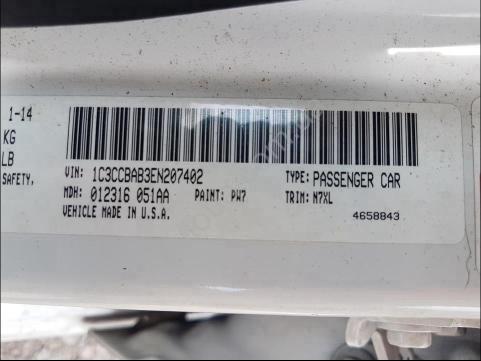 1-14
KG
LB
SAFETY,
VIN: 1C3CCBAB3EN207402
TYPE: PASSENGER CAR
MDH: 012316 051AA
PAINT: PW7
TRIM: N7XL
VEHICLE MADE IN U.S.A.
4658843